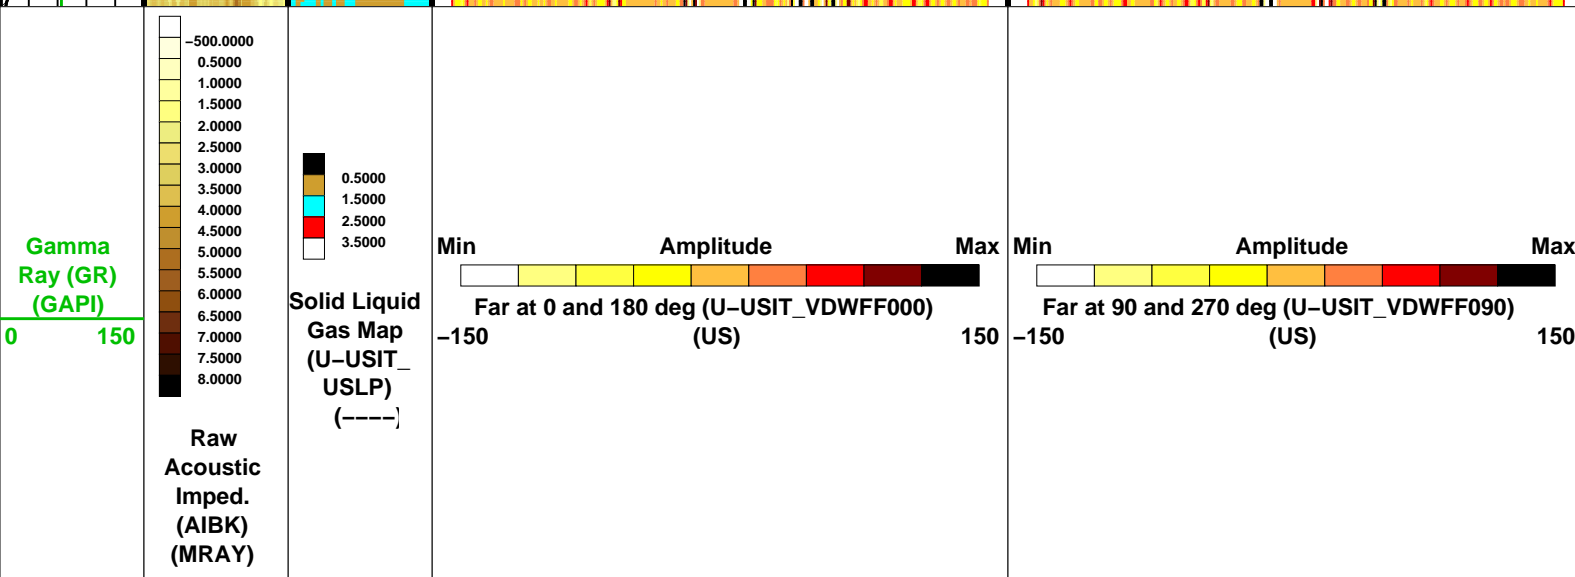 Gamma
Ray (GR)
(GAPI)
0 150
−500.0000
0.5000
1.0000
1.5000
2.0000
2.5000
3.0000
3.5000
4.0000
4.5000
5.0000
5.5000
6.0000
6.5000
7.0000
7.5000
8.0000
Raw
Acoustic
Imped.
(AIBK)
(MRAY)
0.5000
1.5000
2.5000
3.5000
Solid Liquid
Gas Map
(U−USIT_
USLP)
(−−−−)
Min Amplitude Max
Far at 0 and 180 deg (U−USIT_VDWFF000)
−150 (US) 150
Min Amplitude Max
Far at 90 and 270 deg (U−USIT_VDWFF090)
−150 (US) 150